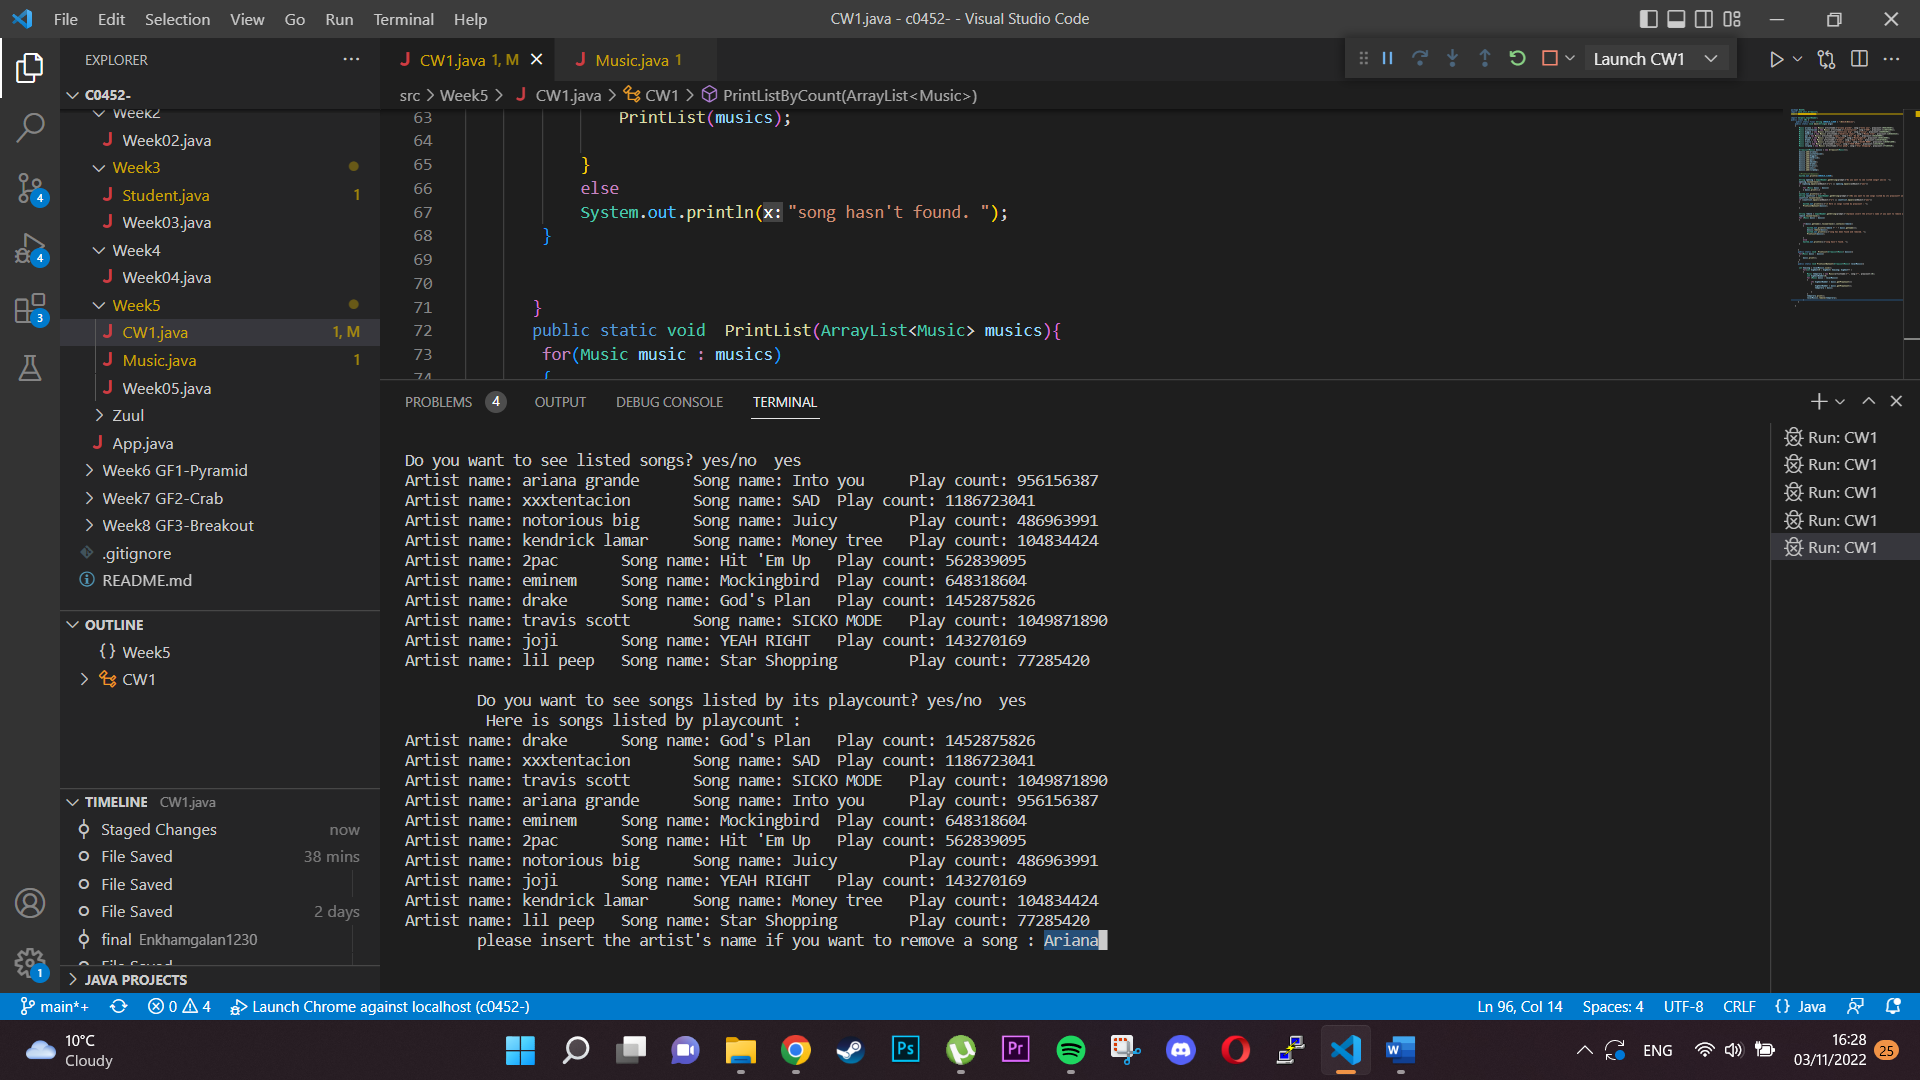 File Edit Selection View Go Run Terminal Help
CW1.java - c0452- - Visual Studio Code
EXPLORER
C0452-
Week2
Week02.java
Week3
Student.java 1
Week03.java
Week4
Week04.java
Week5
CW1.java 1, M
Music.java 1
Week05.java
Zuul
App.java
Week6 GF1-Pyramid
Week7 GF2-Crab
Week8 GF3-Breakout
.gitignore
README.md
OUTLINE
{} Week5
CW1
TIMELINE CW1.java
Staged Changes now
File Saved 38 mins
File Saved
File Saved 2 days
final Enkhamgalan1230
File Saved
JAVA PROJECTS
4
4
3
1
CW1.java 1, M
Music.java 1
Launch CW1
src > Week5 > CW1.java > CW1 > PrintListByCount(ArrayList<Music>)
63 PrintList(musics);
64
65 }
66 else
67 System.out.println(x: "song hasn't found. ");
68 }
69
70
71 }
72 public static void  PrintList(ArrayList<Music> musics){
73 for(Music music : musics)
74 {
PROBLEMS 4 OUTPUT DEBUG CONSOLE TERMINAL
Do you want to see listed songs? yes/no  yes
Artist name: ariana grande Song name: Into you Play count: 956156387
Artist name: xxxtentacion Song name: SAD Play count: 1186723041
Artist name: notorious big Song name: Juicy Play count: 486963991
Artist name: kendrick lamar Song name: Money tree Play count: 104834424
Artist name: 2pac Song name: Hit 'Em Up Play count: 562839095
Artist name: eminem Song name: Mockingbird Play count: 648318604
Artist name: drake Song name: God's Plan Play count: 1452875826
Artist name: travis scott Song name: SICKO MODE Play count: 1049871890
Artist name: joji Song name: YEAH RIGHT Play count: 143270169
Artist name: lil peep Song name: Star Shopping Play count: 77285420
Do you want to see songs listed by its playcount? yes/no  yes
Here is songs listed by playcount :
Artist name: drake Song name: God's Plan Play count: 1452875826
Artist name: xxxtentacion Song name: SAD Play count: 1186723041
Artist name: travis scott Song name: SICKO MODE Play count: 1049871890
Artist name: ariana grande Song name: Into you Play count: 956156387
Artist name: eminem Song name: Mockingbird Play count: 648318604
Artist name: 2pac Song name: Hit 'Em Up Play count: 562839095
Artist name: notorious big Song name: Juicy Play count: 486963991
Artist name: joji Song name: YEAH RIGHT Play count: 143270169
Artist name: kendrick lamar Song name: Money tree Play count: 104834424
Artist name: lil peep Song name: Star Shopping Play count: 77285420
please insert the artist's name if you want to remove a song : Ariana
Run: CW1
Run: CW1
Run: CW1
Run: CW1
Run: CW1
main*+ 0 4 Launch Chrome against localhost (c0452-)
Ln 96, Col 14 Spaces: 4 UTF-8 CRLF {} Java
10°C
Cloudy
Ps
Pr
W
ENG
16:28
03/11/2022
25